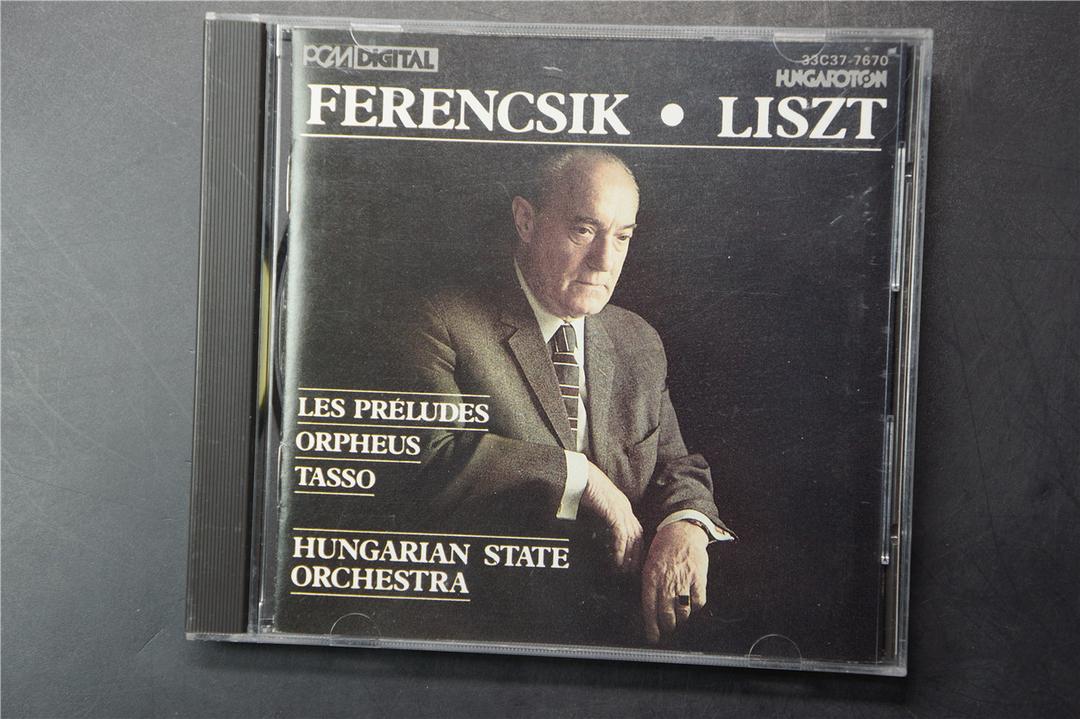 PCM DIGITAL
33C37-7670
HUNGAROTON
FERENCSIK • LISZT
LES PRÉLUDES
ORPHEUS
TASSO
HUNGARIAN STATE
ORCHESTRA